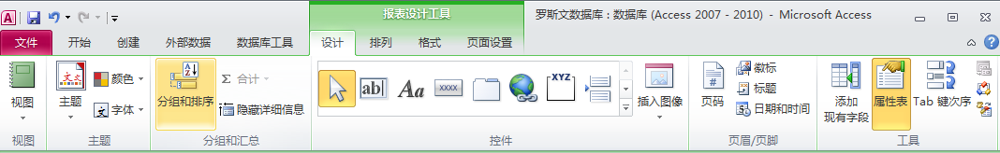 A 报表设计工具 罗斯文数据库 : 数据库 (Access 2007 - 2010) - Microsoft Access
文件 开始 创建 外部数据 数据库工具 设计 排列 格式 页面设置
视图 主题 颜色 字体 分组和排序 Σ 合计 隐藏详细信息 ab Aa XXXX XYZ 插入图像 页码 # 徽标 标题 日期和时间 添加现有字段 属性表 Tab 键次序
视图 主题 分组和汇总 控件 页眉/页脚 工具